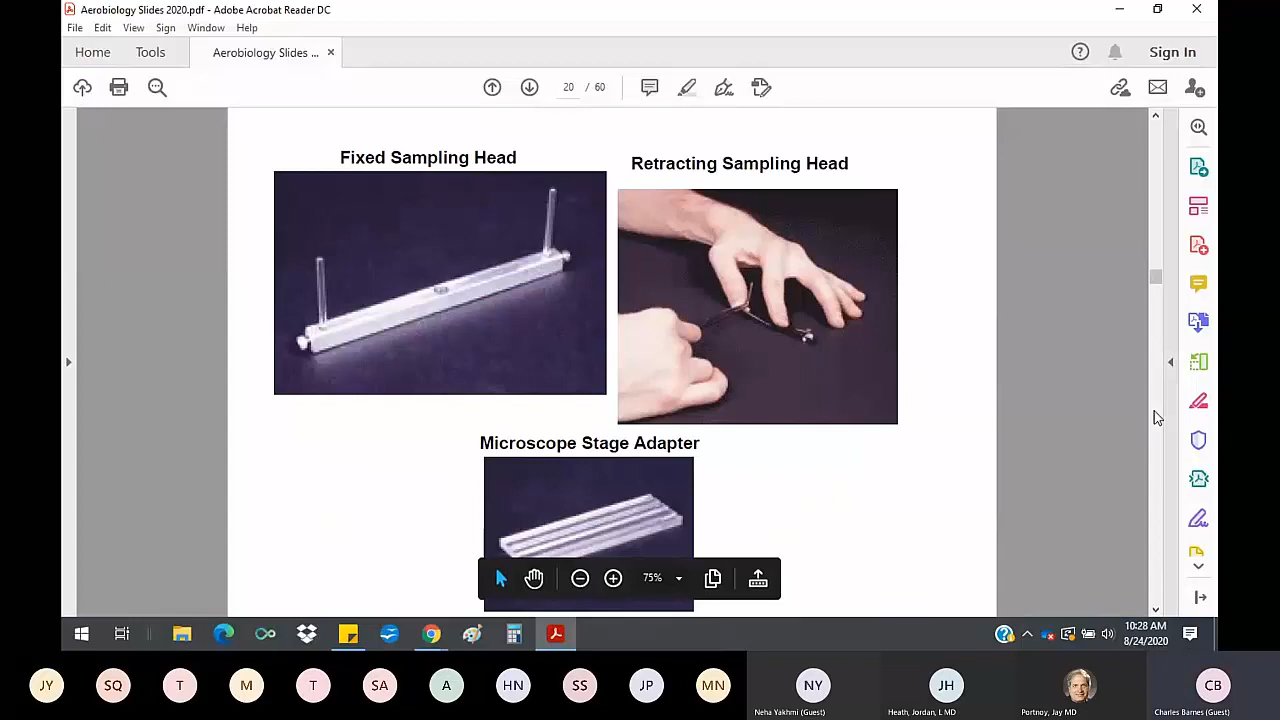 Aerobiology Slides 2020.pdf - Adobe Acrobat Reader DC
File Edit View Sign Window Help
Home Tools Aerobiology Slides ... × Sign In
20 / 60
Fixed Sampling Head
Retracting Sampling Head
Microscope Stage Adapter
75%
10:28 AM
8/24/2020
JY SQ T M T SA A HN SS JP MN NY JH CB
Neha Yakhmi (Guest) Heath, Jordan, L MD Portnoy, Jay MD Charles Barnes (Guest)